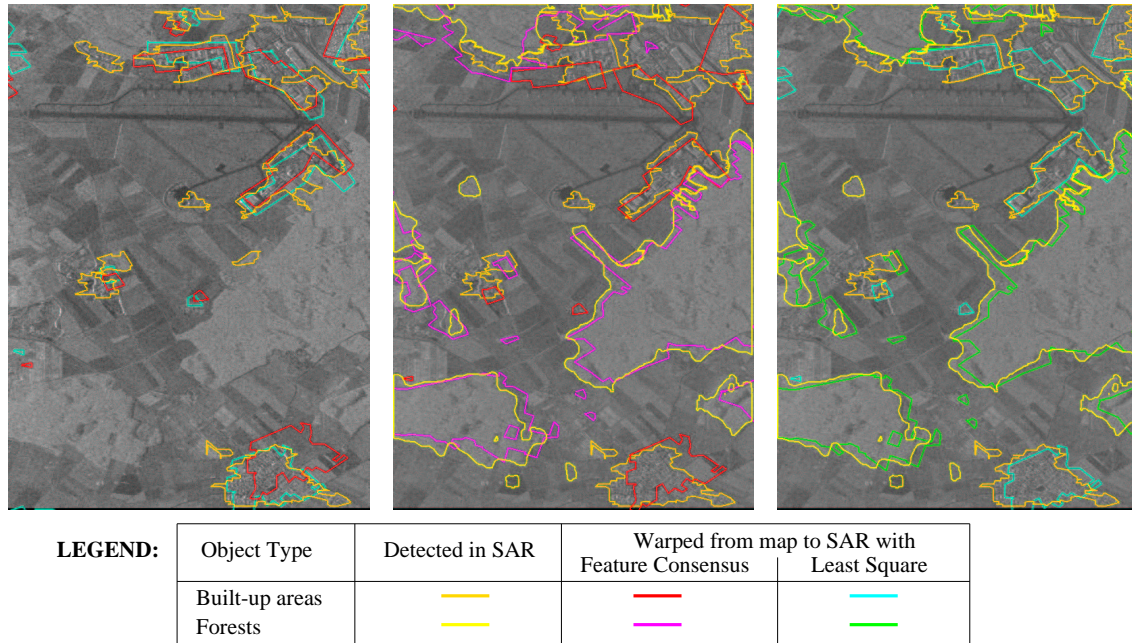 LEGEND:
Object Type
Detected in SAR
Warped from map to SAR with
Feature Consensus
Least Square
Built-up areas
Forests